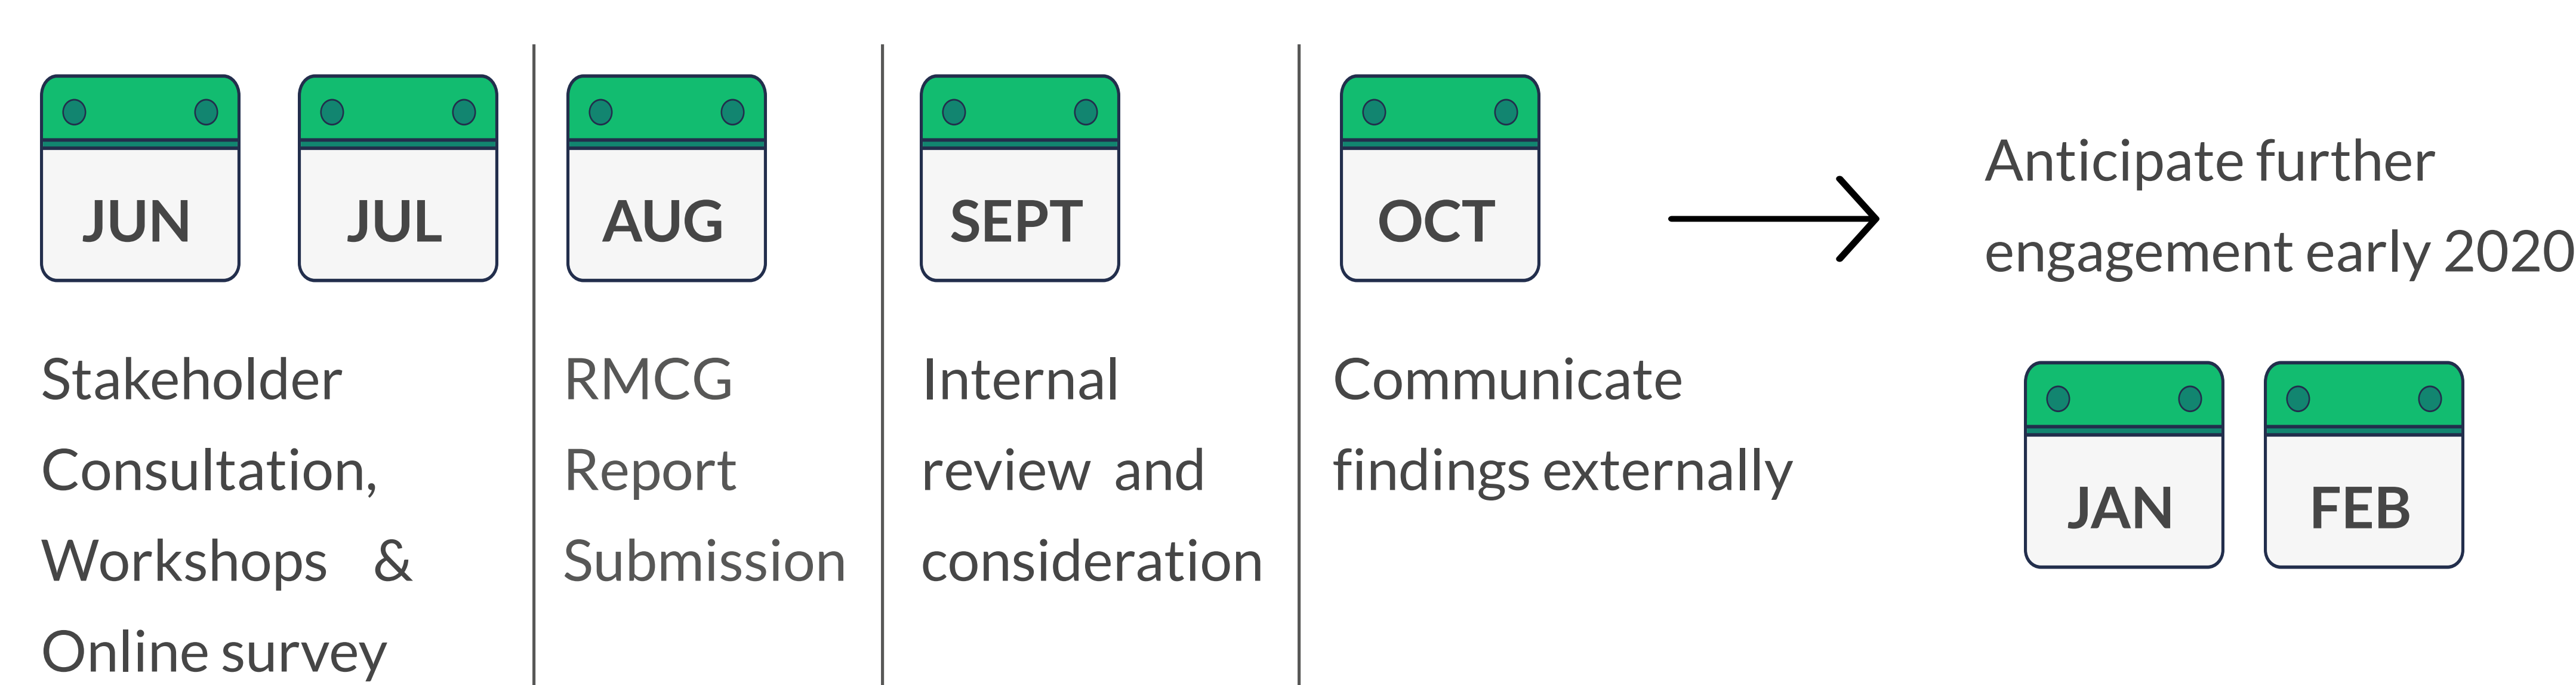 JUN
JUL
Stakeholder
Consultation,
Workshops &
Online survey
AUG
RMCG
Report
Submission
SEPT
Internal
review and
consideration
OCT
Communicate
findings externally
Anticipate further
engagement early 2020
JAN
FEB